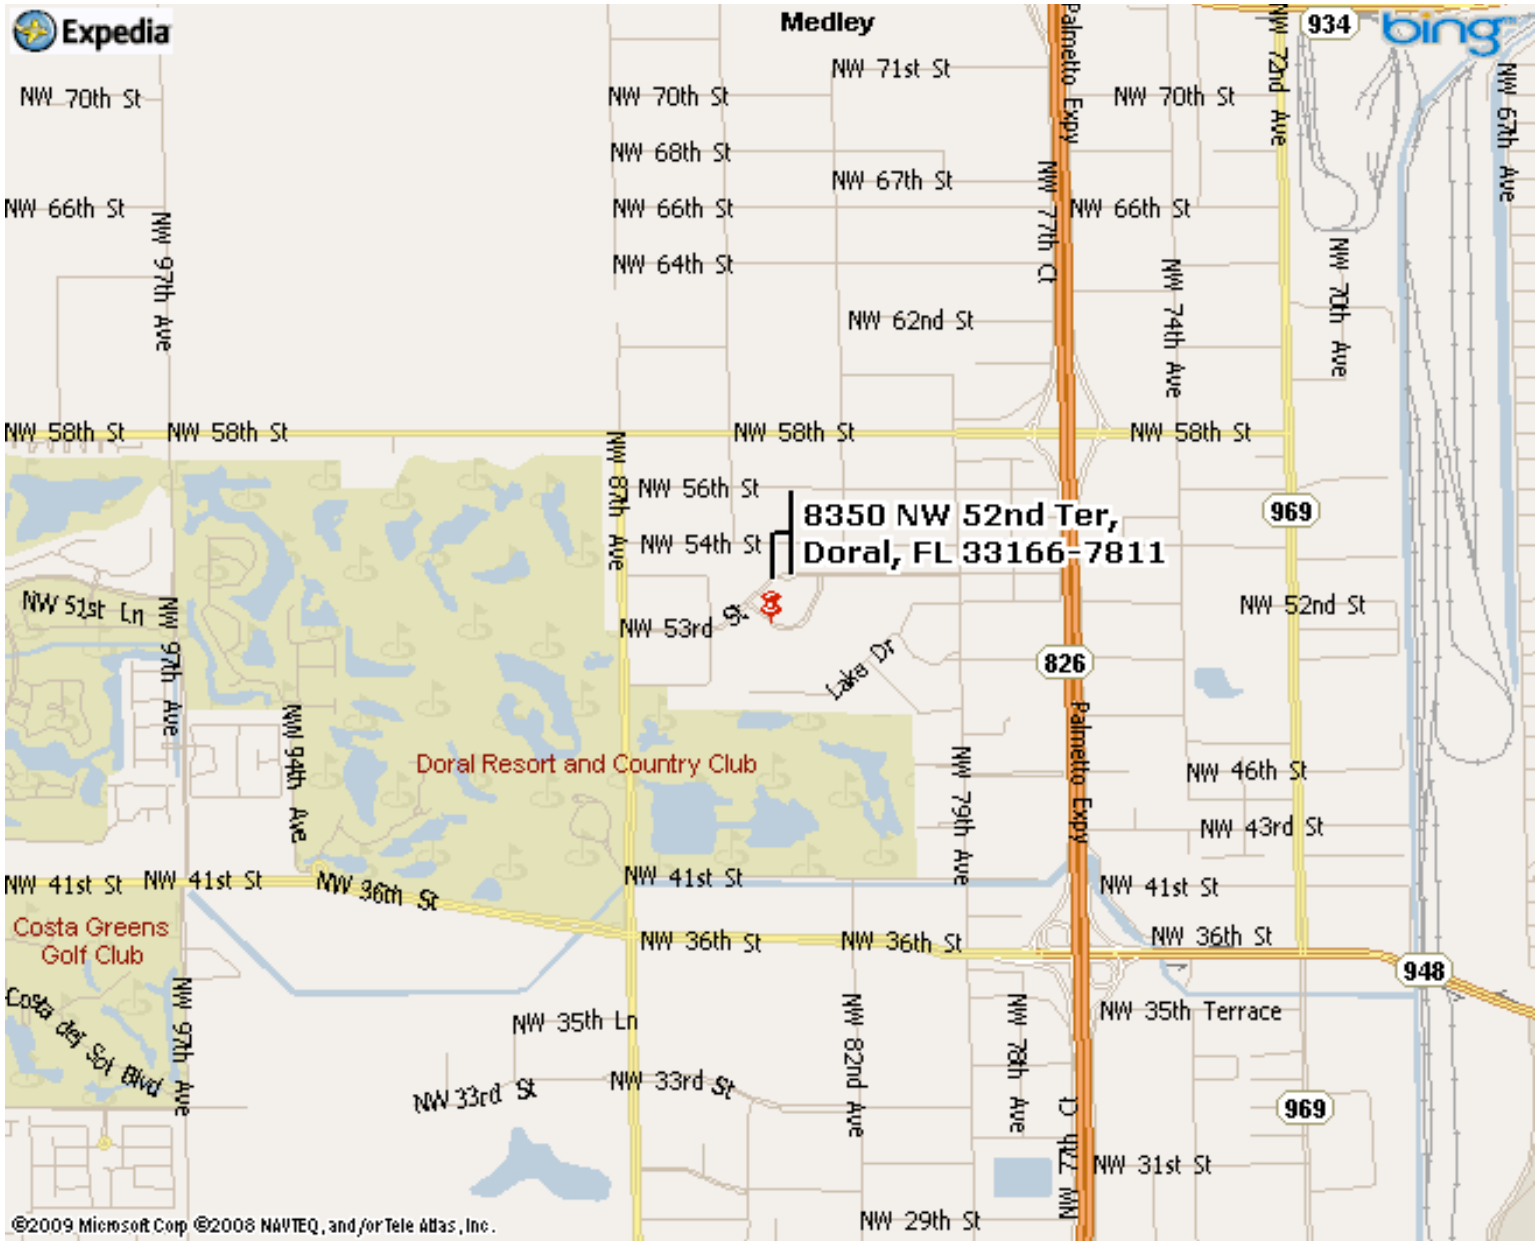 Expedia
Medley
934
bing
NW 71st St
NW 70th St
NW 70th St
NW 70th St
Palmetto Expy
NW 72nd Ave
NW 67th Ave
NW 68th St
NW 67th St
NW 66th St
NW 66th St
NW 66th St
NW 77th Ct
NW 97th Ave
NW 64th St
NW 74th Ave
NW 70th Ave
NW 62nd St
NW 58th St
NW 58th St
NW 58th St
NW 58th St
NW 87th Ave
NW 56th St
8350 NW 52nd Ter,
Doral, FL 33166-7811
969
NW 54th St
NW 51st Ln
NW 53rd St
NW 52nd St
NW 97th Ave
Lake Dr
826
NW 94th Ave
Palmetto Expy
Doral Resort and Country Club
NW 79th Ave
NW 46th St
NW 43rd St
NW 41st St
NW 41st St
NW 36th St
NW 41st St
NW 41st St
Costa Greens
Golf Club
NW 36th St
NW 36th St
NW 36th St
948
Costa del Sol Blvd
NW 97th Ave
NW 35th Ln
NW 82nd Ave
NW 78th Ave
NW 35th Terrace
NW 33rd St
NW 33rd St
NW 77th Ct
969
NW 31st St
NW 29th St
©2009 Microsoft Corp ©2008 NAVTEQ, and/or Tele Atlas, Inc.